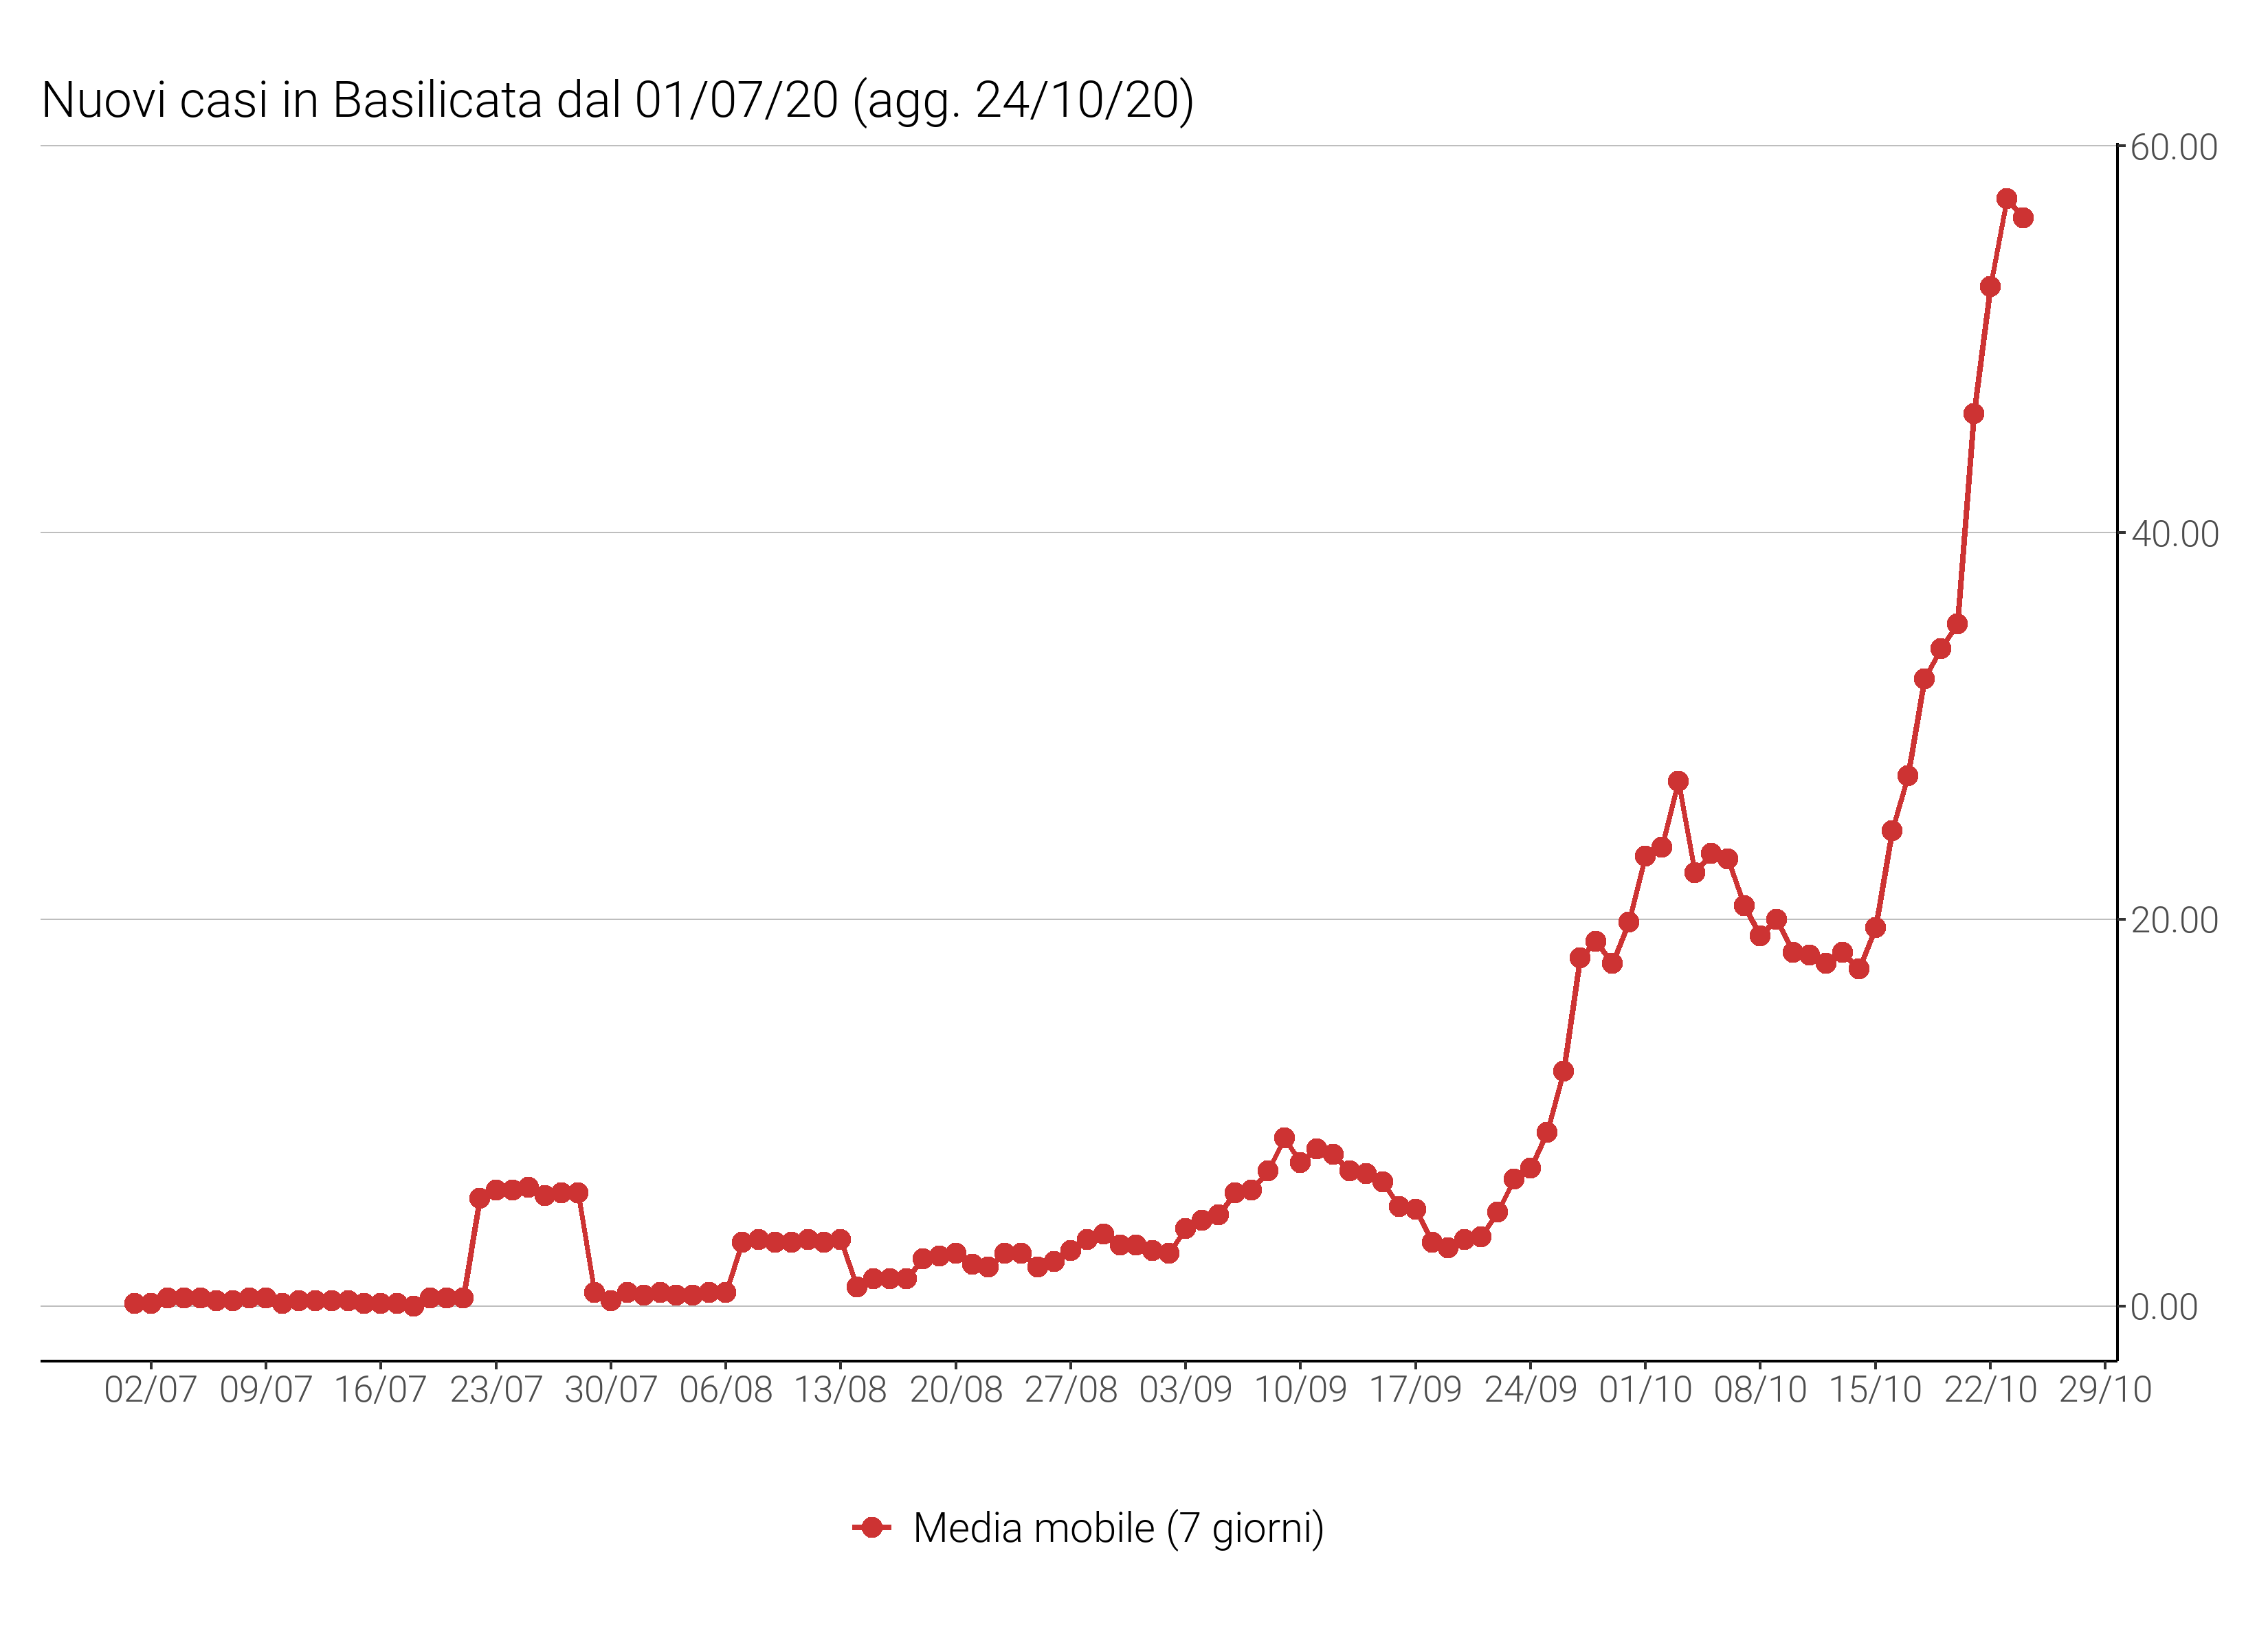 Nuovi casi in Basilicata dal 01/07/20 (agg. 24/10/20)
60.00
40.00
20.00
0.00
02/07 09/07 16/07 23/07 30/07 06/08 13/08 20/08 27/08 03/09 10/09 17/09 24/09 01/10 08/10 15/10 22/10 29/10
Media mobile (7 giorni)